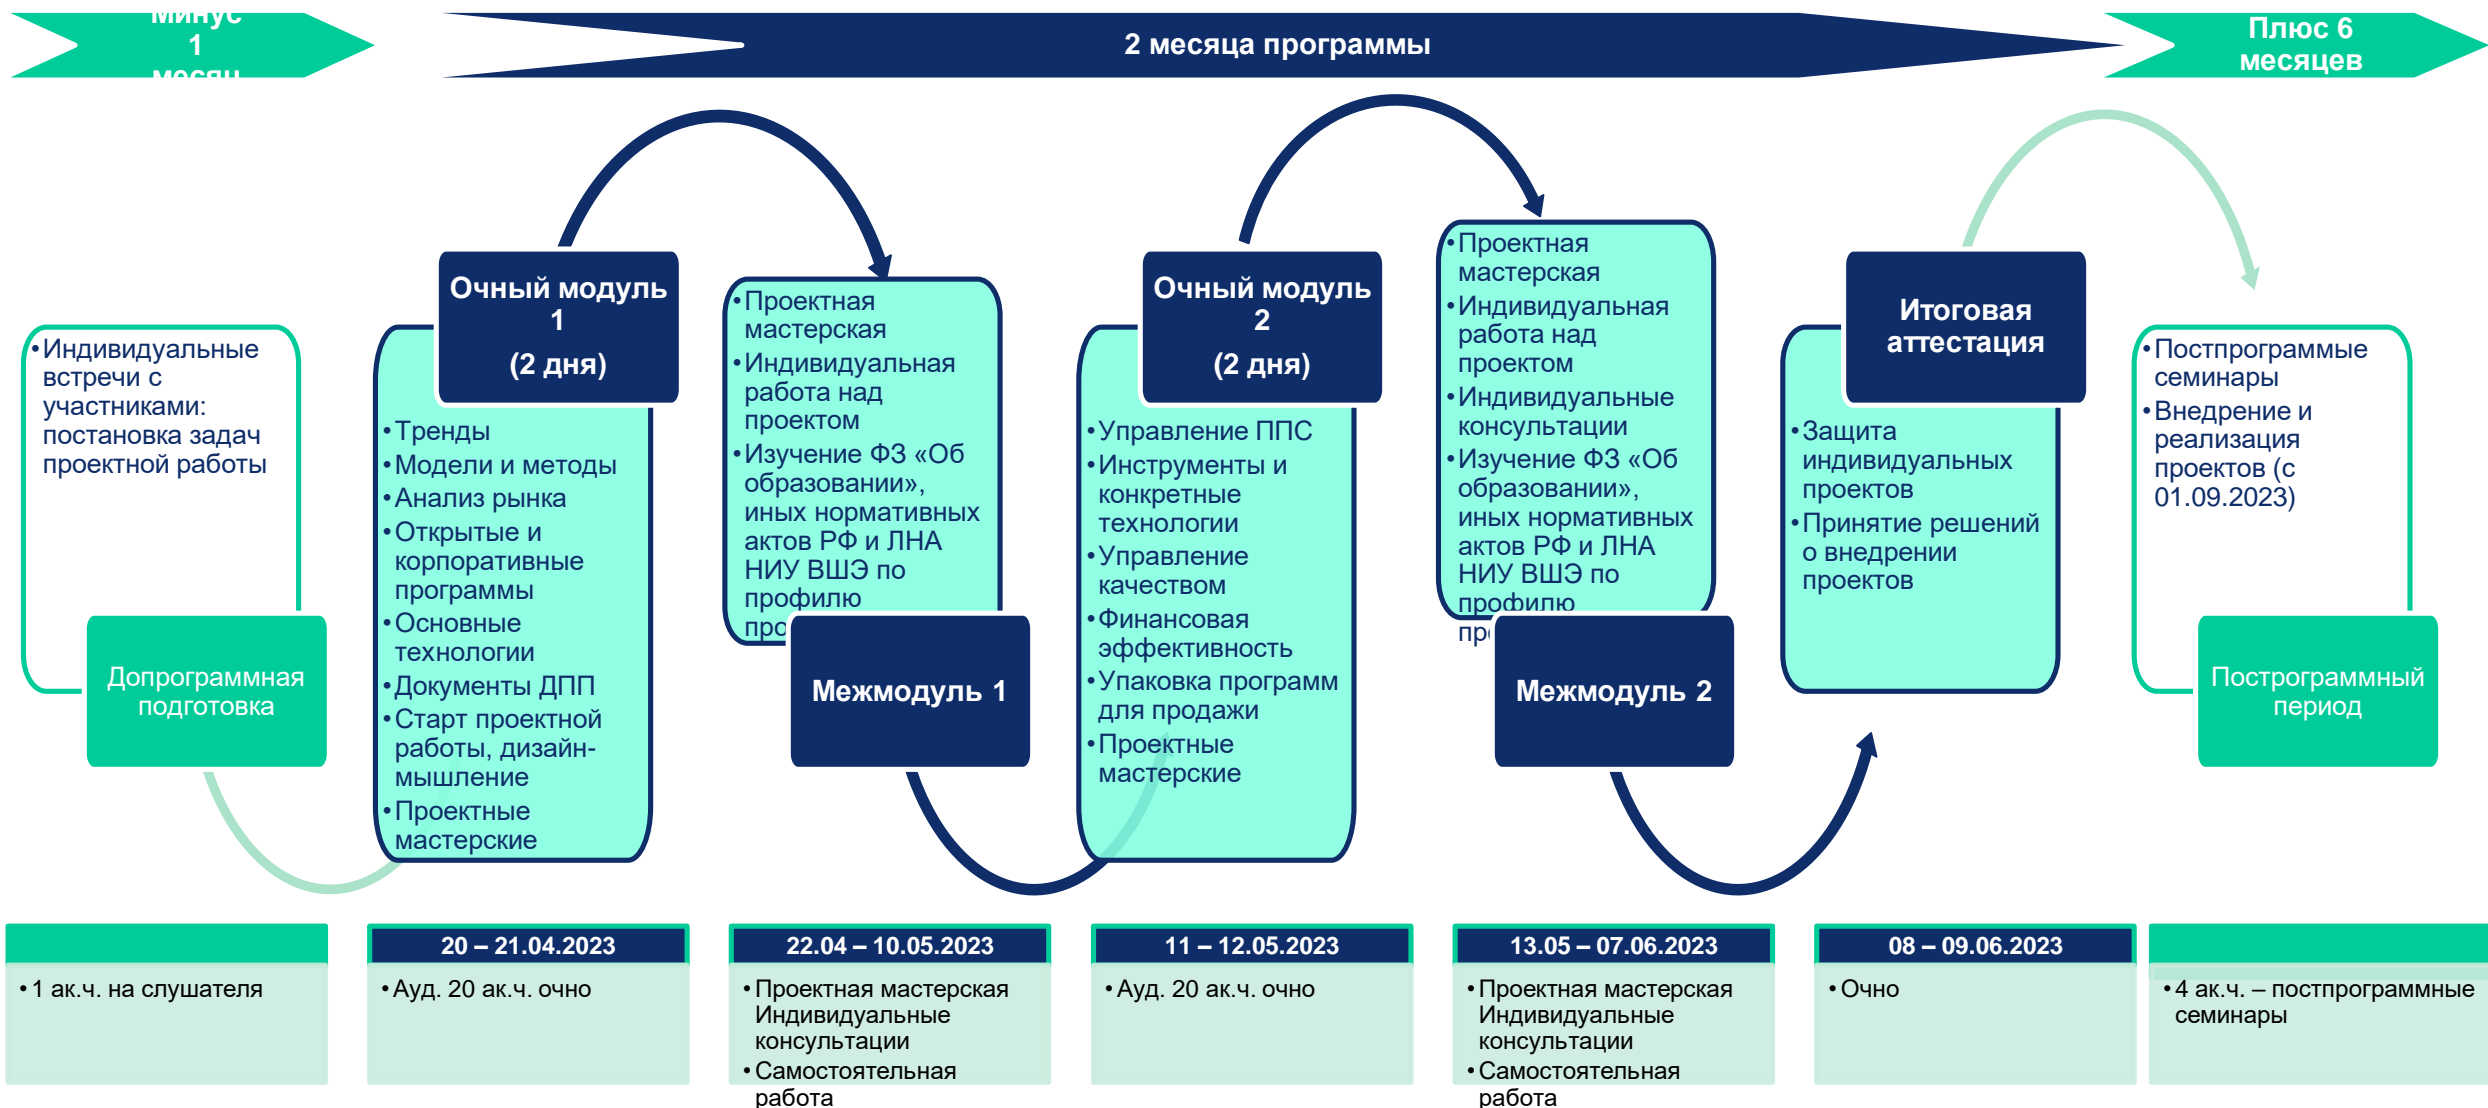 Минус
1
месяц
2 месяца программы
Плюс 6
месяцев
•Индивидуальные
встречи с
участниками:
постановка задач
проектной работы
Допрограммная
подготовка
Очный модуль
1
(2 дня)
•Тренды
•Модели и методы
•Анализ рынка
•Открытые и
корпоративные
программы
•Основные
технологии
•Документы ДПП
•Старт проектной
работы, дизайн-
мышление
•Проектные
мастерские
•Проектная
мастерская
•Индивидуальная
работа над
проектом
•Изучение ФЗ «Об
образовании»,
иных нормативных
актов РФ и ЛНА
НИУ ВШЭ по
профилю
Межмодуль 1
Очный модуль
2
(2 дня)
•Управление ППС
•Инструменты и
конкретные
технологии
•Управление
качеством
•Финансовая
эффективность
•Упаковка программ
для продажи
•Проектные
мастерские
•Проектная
мастерская
•Индивидуальная
работа над
проектом
•Индивидуальные
консультации
•Изучение ФЗ «Об
образовании»,
иных нормативных
актов РФ и ЛНА
НИУ ВШЭ по
профилю
Межмодуль 2
Итоговая
аттестация
•Защита
индивидуальных
проектов
•Принятие решений
о внедрении
проектов
•Постпрограммые
семинары
•Внедрение и
реализация
проектов (с
01.09.2023)
Построграммный
период
•1 ак.ч. на слушателя
20 – 21.04.2023
•Ауд. 20 ак.ч. очно
22.04 – 10.05.2023
•Проектная мастерская
Индивидуальные
консультации
•Самостоятельная
работа
11 – 12.05.2023
•Ауд. 20 ак.ч. очно
13.05 – 07.06.2023
•Проектная мастерская
Индивидуальные
консультации
•Самостоятельная
работа
08 – 09.06.2023
•Очно
•4 ак.ч. – постпрограммные
семинары